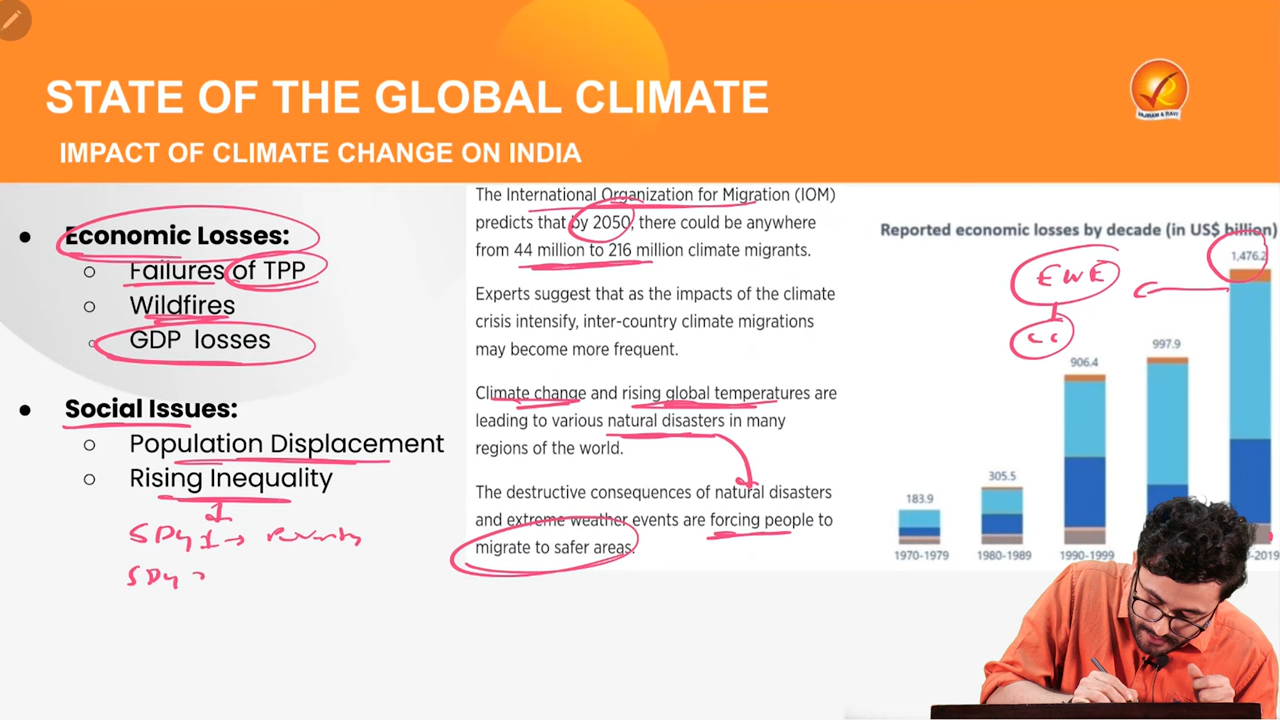 STATE OF THE GLOBAL CLIMATE
IMPACT OF CLIMATE CHANGE ON INDIA
VAJIRAM & RAVI
● Economic Losses:
○ Failures of TPP
○ Wildfires
○ GDP losses
● Social Issues:
○ Population Displacement
○ Rising Inequality
SDG 1 → Poverty
SDG
The International Organization for Migration (IOM)
predicts that by 2050, there could be anywhere
from 44 million to 216 million climate migrants.
Experts suggest that as the impacts of the climate
crisis intensify, inter-country climate migrations
may become more frequent.
Climate change and rising global temperatures are
leading to various natural disasters in many
regions of the world.
The destructive consequences of natural disasters
and extreme weather events are forcing people to
migrate to safer areas.
Reported economic losses by decade (in US$ billion)
EWE
CC
1,476.2
997.9
906.4
305.5
183.9
1970-1979 1980-1989 1990-1999 -2019